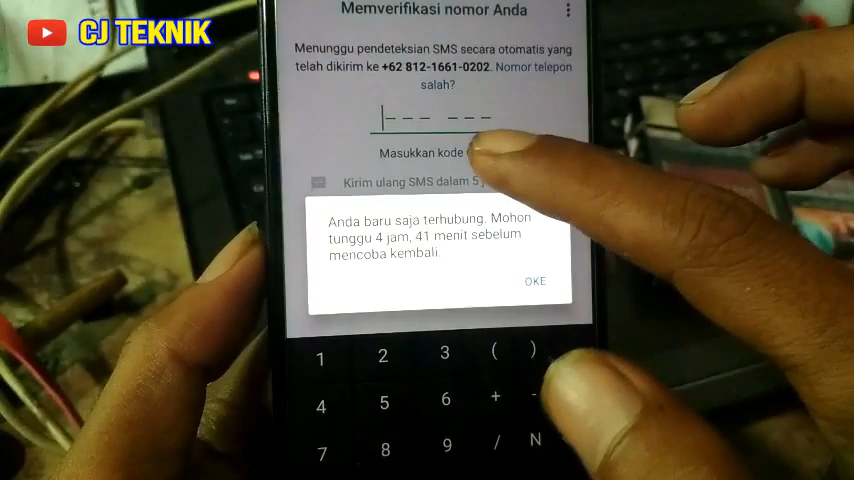 CJ TEKNIK
Memverifikasi nomor Anda
Menunggu pendeteksian SMS secara otomatis yang
telah dikirim ke +62 812-1661-0202. Nomor telepon
salah?
Masukkan kode
Kirim ulang SMS dalam 5
Anda baru saja terhubung. Mohon
tunggu 4 jam, 41 menit sebelum
mencoba kembali.
OKE
1 2 3 ( )
4 5 6 + -
7 8 9 / N